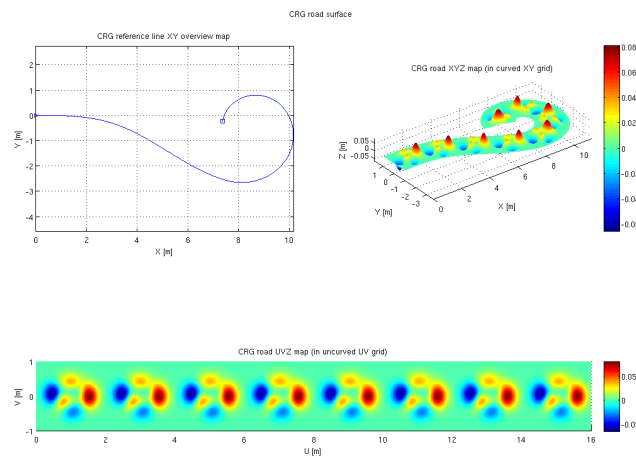 CRG road surface
CRG reference line XY overview map
2
1
0
-1
-2
-3
-4
Y [m]
0 2 4 6 8 10
X [m]
CRG road XYZ map (in curved XY grid)
0.05
0
-0.05
Z [m]
1
0
-1
-2
-3
Y [m]
0 2 4 6 8 10
X [m]
0.08
0.06
0.04
0.02
0
-0.0
-0.0
CRG road UVZ map (in uncurved UV grid)
1
0
-1
V [m]
0 2 4 6 8 10 12 14 16
U [m]
0.05
0
-0.0